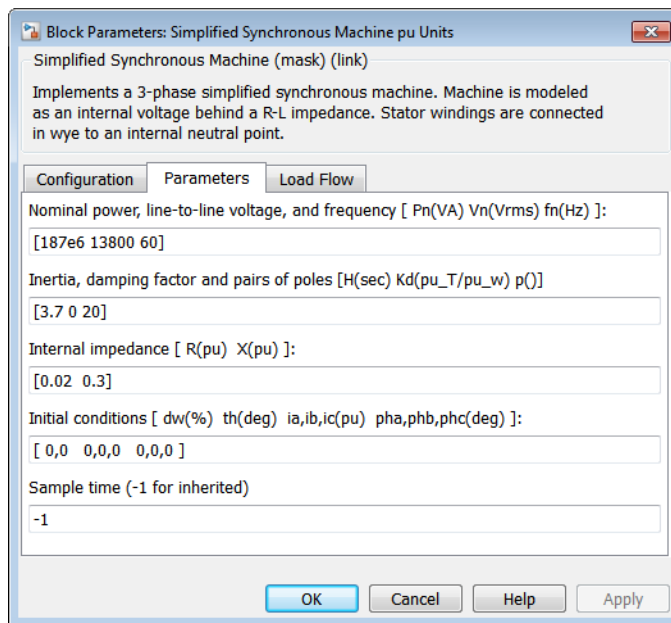 Block Parameters: Simplified Synchronous Machine pu Units
Simplified Synchronous Machine (mask) (link)
Implements a 3-phase simplified synchronous machine. Machine is modeled
as an internal voltage behind a R-L impedance. Stator windings are connected
in wye to an internal neutral point.
Configuration Parameters Load Flow
Nominal power, line-to-line voltage, and frequency [ Pn(VA) Vn(Vrms) fn(Hz) ]:
[187e6 13800 60]
Inertia, damping factor and pairs of poles [H(sec) Kd(pu_T/pu_w) p()]
[3.7 0 20]
Internal impedance [ R(pu) X(pu) ]:
[0.02 0.3]
Initial conditions [ dw(%) th(deg) ia,ib,ic(pu) pha,phb,phc(deg) ]:
[ 0,0 0,0,0 0,0,0 ]
Sample time (-1 for inherited)
-1
OK Cancel Help Apply